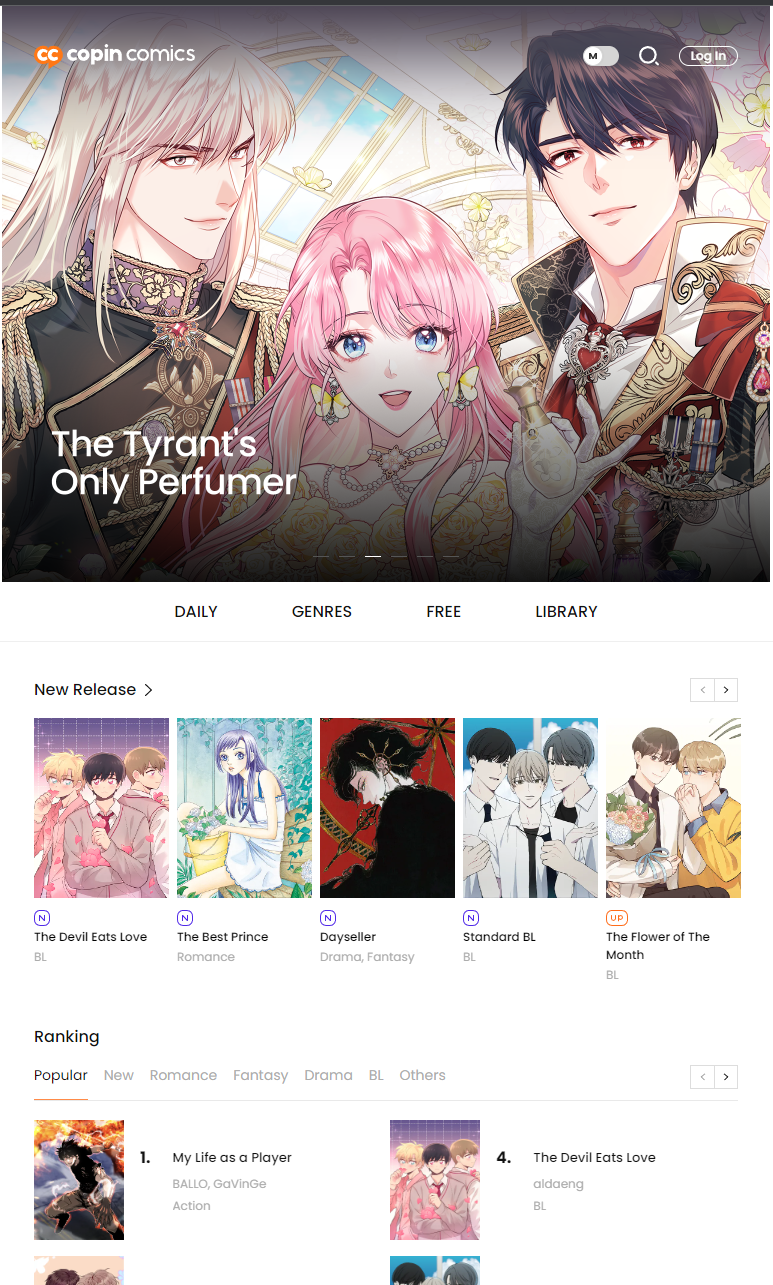 copin comics
M
Log In
The Tyrant's
Only Perfumer
DAILY GENRES FREE LIBRARY
New Release >
< >
N
The Devil Eats Love
BL
N
The Best Prince
Romance
N
Dayseller
Drama, Fantasy
N
Standard BL
BL
UP
The Flower of The
Month
BL
Ranking
Popular New Romance Fantasy Drama BL Others
< >
1. My Life as a Player
BALLO, GaVinGe
Action
4. The Devil Eats Love
aldaeng
BL